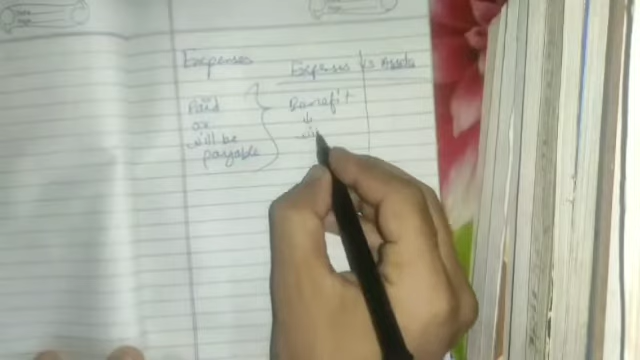 Expenses
Expenses Vs Assets
Paid
or
will be
payable
Benefit